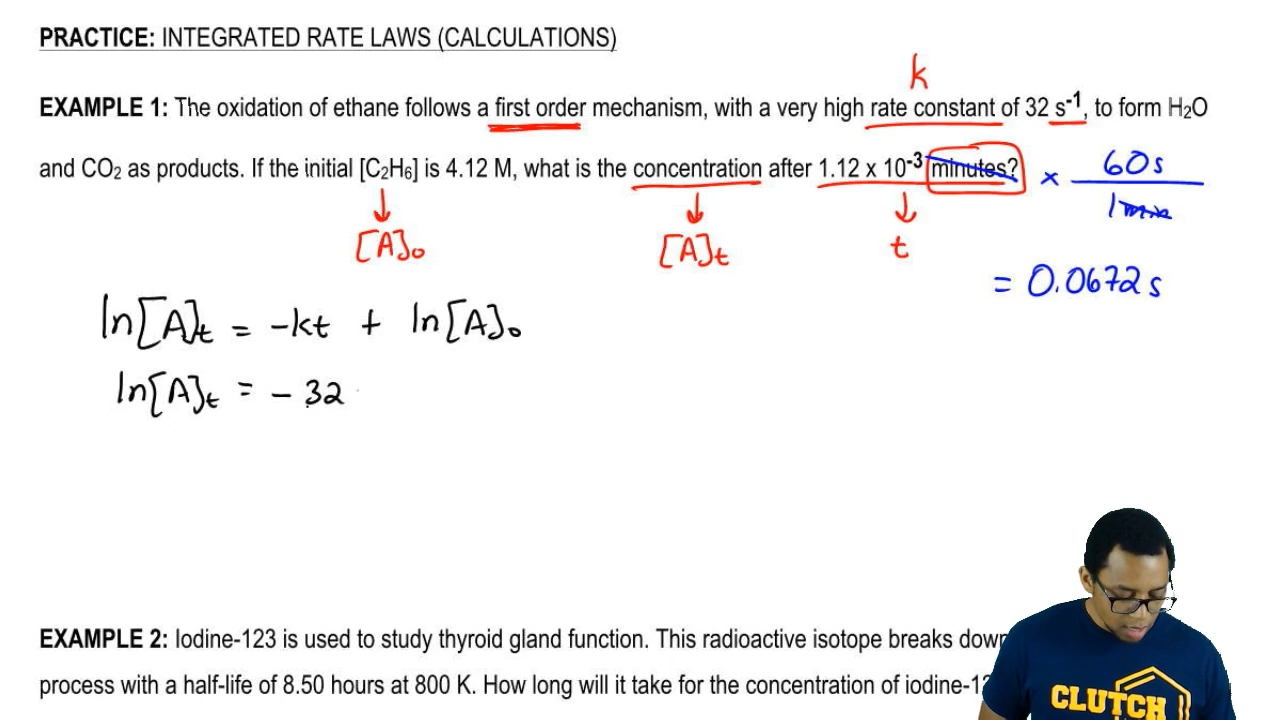 PRACTICE: INTEGRATED RATE LAWS (CALCULATIONS)
k
EXAMPLE 1: The oxidation of ethane follows a first order mechanism, with a very high rate constant of 32 s⁻¹, to form H₂O
and CO₂ as products. If the initial [C₂H₆] is 4.12 M, what is the concentration after 1.12 x 10⁻³ minutes? × 60s
1 min
[A]₀ [A]t t
= 0.0672 s
ln[A]t = -kt + ln[A]₀
ln[A]t = - 32
EXAMPLE 2: Iodine-123 is used to study thyroid gland function. This radioactive isotope breaks down
process with a half-life of 8.50 hours at 800 K. How long will it take for the concentration of
CLUTCH